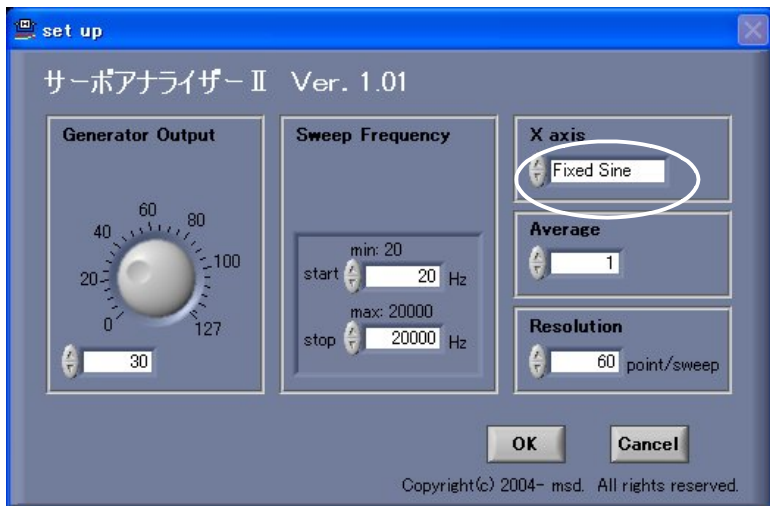 set up
サーボアナライザーⅡ Ver. 1.01
Generator Output
0
20
40
60
80
100
127
30
Sweep Frequency
min: 20
start 20 Hz
max: 20000
stop 20000 Hz
X axis
Fixed Sine
Average
1
Resolution
60 point/sweep
OK
Cancel
Copyright(c) 2004- msd. All rights reserved.